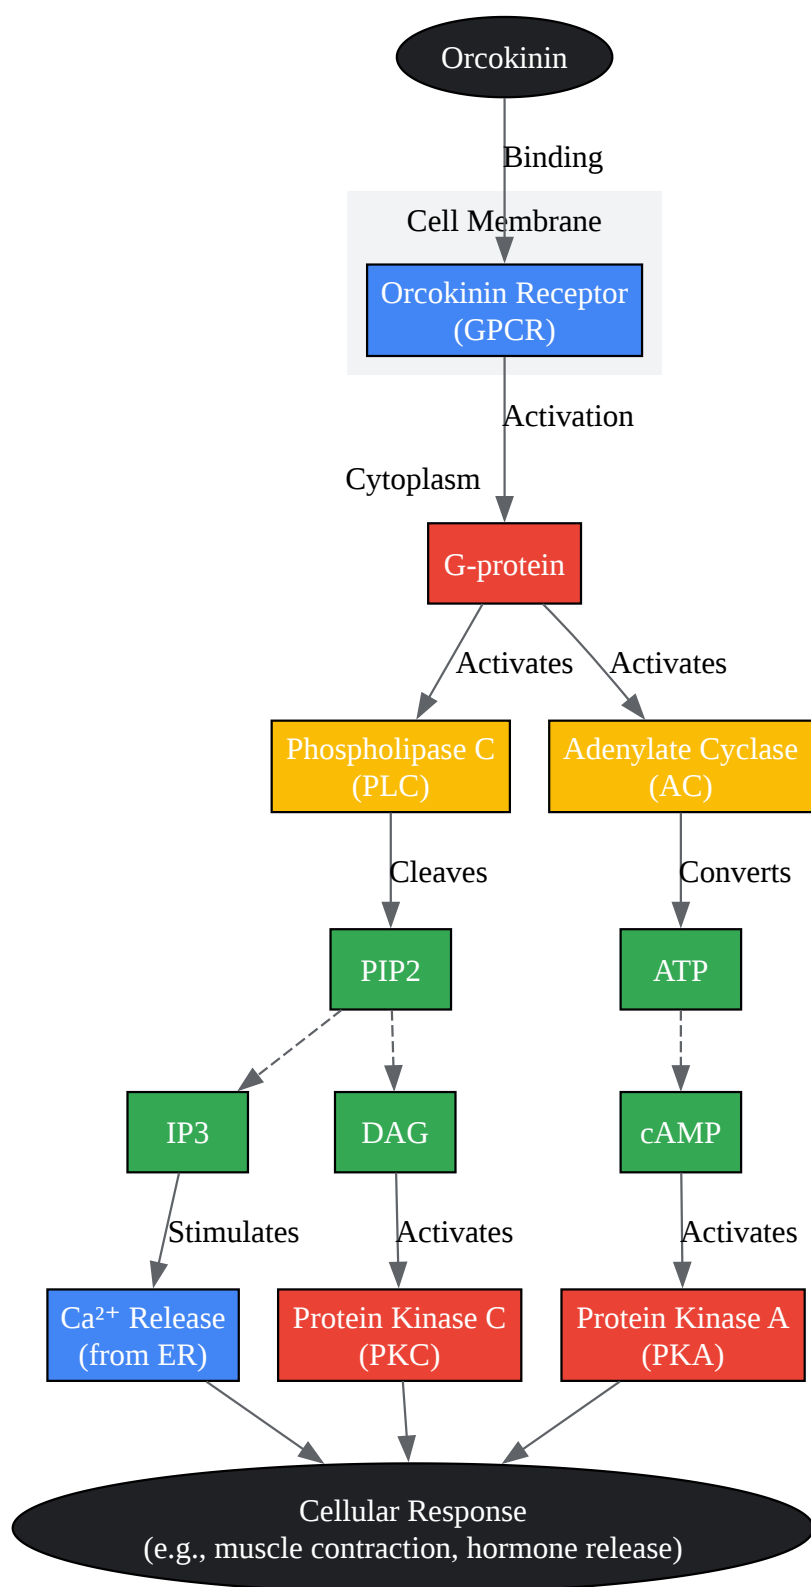 Orcokinin
Binding
Cell Membrane
Orcokinin Receptor
(GPCR)
Activation
Cytoplasm
G-protein
Activates
Activates
Phospholipase C
(PLC)
Adenylate Cyclase
(AC)
Cleaves
Converts
PIP2
ATP
IP3
DAG
cAMP
Stimulates
Activates
Activates
Ca²⁺ Release
(from ER)
Protein Kinase C
(PKC)
Protein Kinase A
(PKA)
Cellular Response
(e.g., muscle contraction, hormone release)